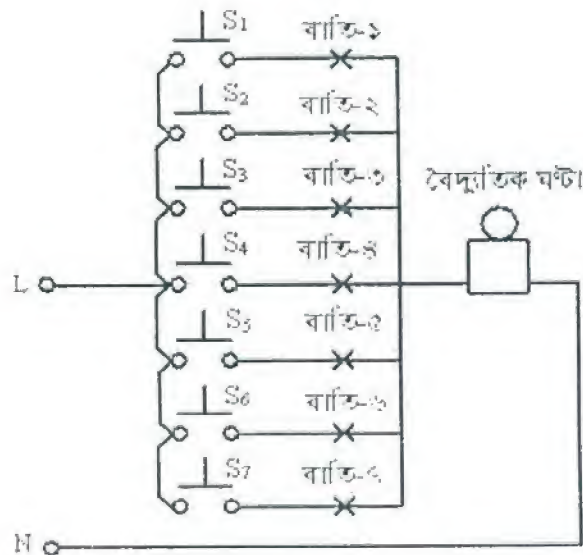 S1 বাতি-১
S2 বাতি-২
S3 বাতি-৩
বৈদ্যুতিক ঘণ্টা
S4 বাতি-৪
L
S5 বাতি-৫
S6 বাতি-৬
S7 বাতি-৭
N